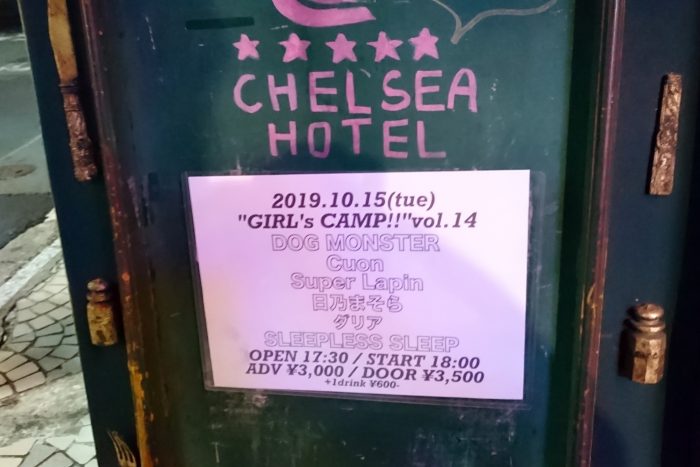 CHELSEA
HOTEL
2019.10.15(tue)
"GIRL's CAMP!!"vol.14
DOG MONSTER
Cuon
Super Lapin
日乃まそら
グリア
SLEEPLESS SLEEP
OPEN 17:30 / START 18:00
ADV ¥3,000 / DOOR ¥3,500
+1drink ¥600-